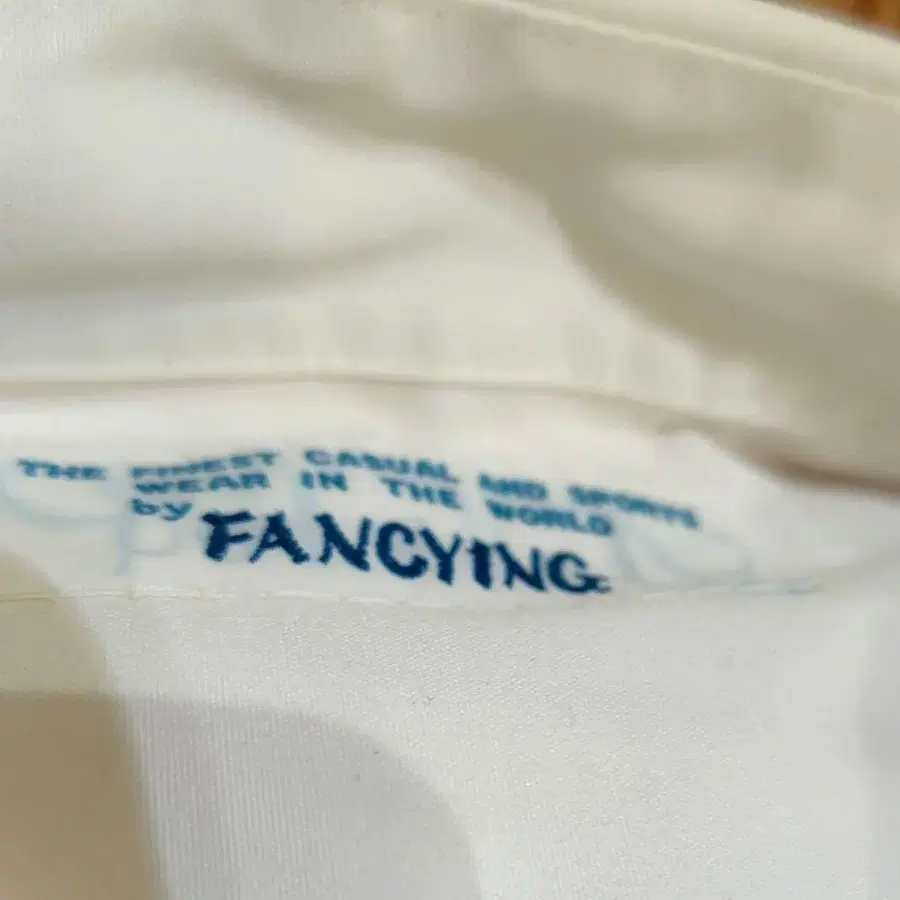 THE FINEST CASUAL AND SPORTS
WEAR IN THE WORLD
by FANCYING